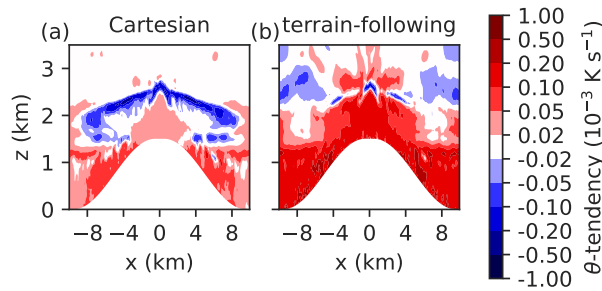 (a) Cartesian
(b) terrain-following
z (km)
3
2
1
0
−8 −4 0 4 8
x (km)
−8 −4 0 4 8
x (km)
1.00
0.50
0.20
0.10
0.05
0.02
-0.02
-0.05
-0.10
-0.20
-0.50
-1.00
θ-tendency (10⁻³ K s⁻¹)